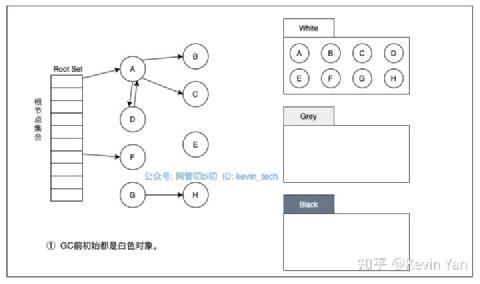 Root Set
根节点集合
A
B
C
D
E
F
G
H
公众号: 网管叨bi叨 ID: kevin_tech
① GC前初始都是白色对象。
White
A B C D
E F G H
Grey
Black
知乎 @Kevin Yan